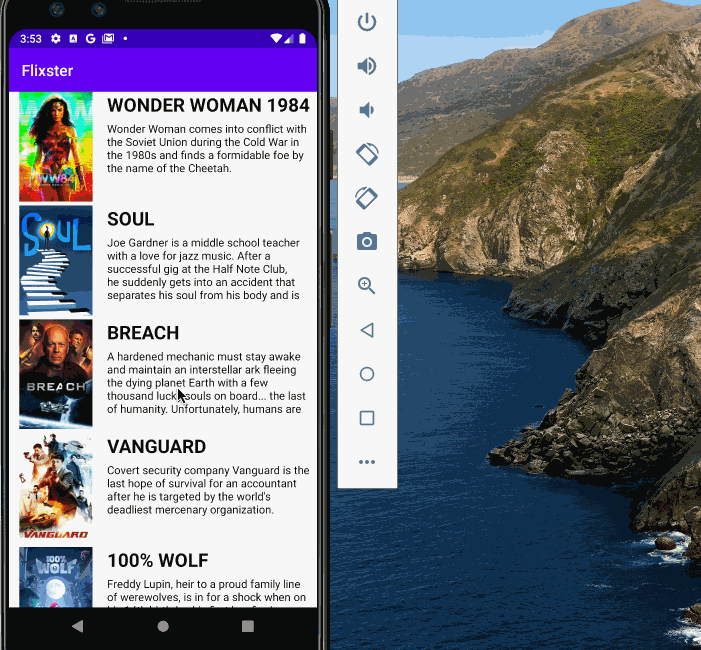 3:53
Flixster
WONDER WOMAN 1984
Wonder Woman comes into conflict with
the Soviet Union during the Cold War in
the 1980s and finds a formidable foe by
the name of the Cheetah.
WW84
SOUL
SOUL
Joe Gardner is a middle school teacher
with a love for jazz music. After a
successful gig at the Half Note Club,
he suddenly gets into an accident that
separates his soul from his body and is
BREACH
BREACH
A hardened mechanic must stay awake
and maintain an interstellar ark fleeing
the dying planet Earth with a few
thousand lucky souls on board... the last
of humanity. Unfortunately, humans are
VANGUARD
VANGUARD
Covert security company Vanguard is the
last hope of survival for an accountant
after he is targeted by the world's
deadliest mercenary organization.
100% WOLF
100% WOLF
Freddy Lupin, heir to a proud family line
of werewolves, is in for a shock when on